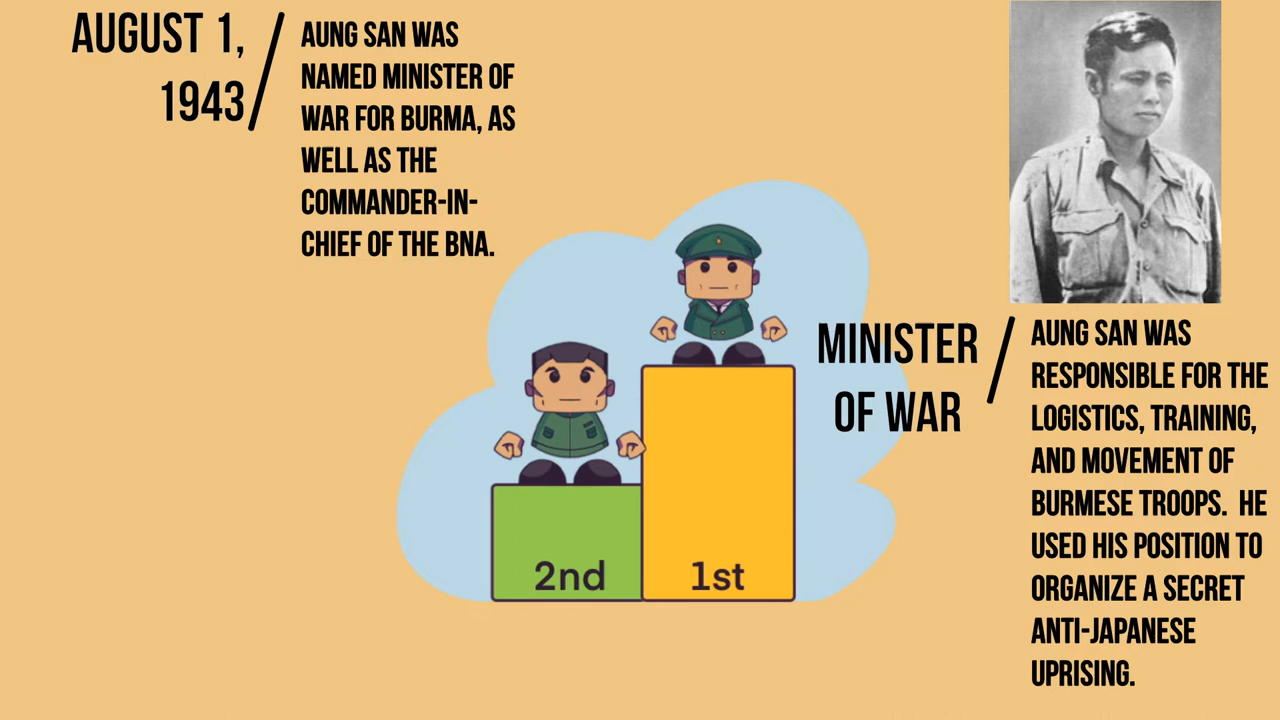 AUGUST 1,
1943
AUNG SAN WAS
NAMED MINISTER OF
WAR FOR BURMA, AS
WELL AS THE
COMMANDER-IN-
CHIEF OF THE BNA.
2nd
1st
MINISTER
OF WAR
AUNG SAN WAS
RESPONSIBLE FOR THE
LOGISTICS, TRAINING,
AND MOVEMENT OF
BURMESE TROOPS. HE
USED HIS POSITION TO
ORGANIZE A SECRET
ANTI-JAPANESE
UPRISING.